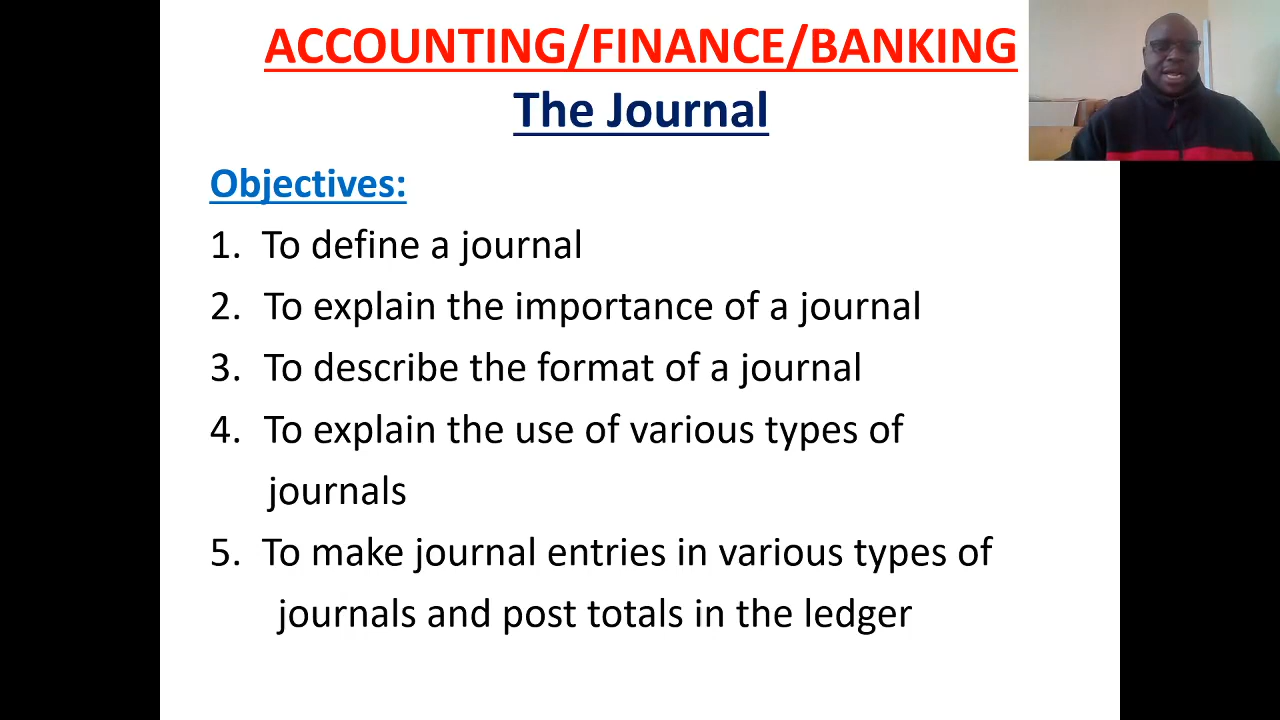 ACCOUNTING/FINANCE/BANKING
The Journal
Objectives:
1. To define a journal
2. To explain the importance of a journal
3. To describe the format of a journal
4. To explain the use of various types of
journals
5. To make journal entries in various types of
journals and post totals in the ledger